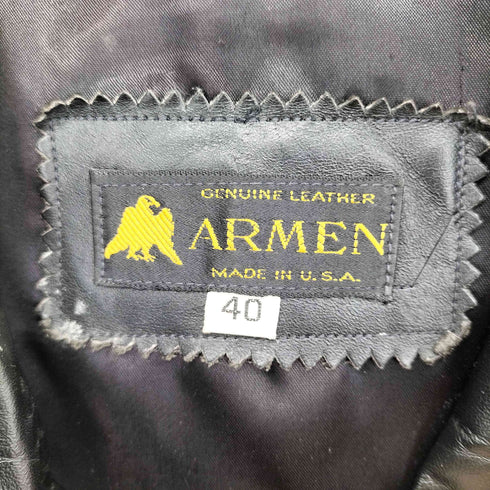 GENUINE LEATHER
ARMEN
MADE IN U.S.A.
40